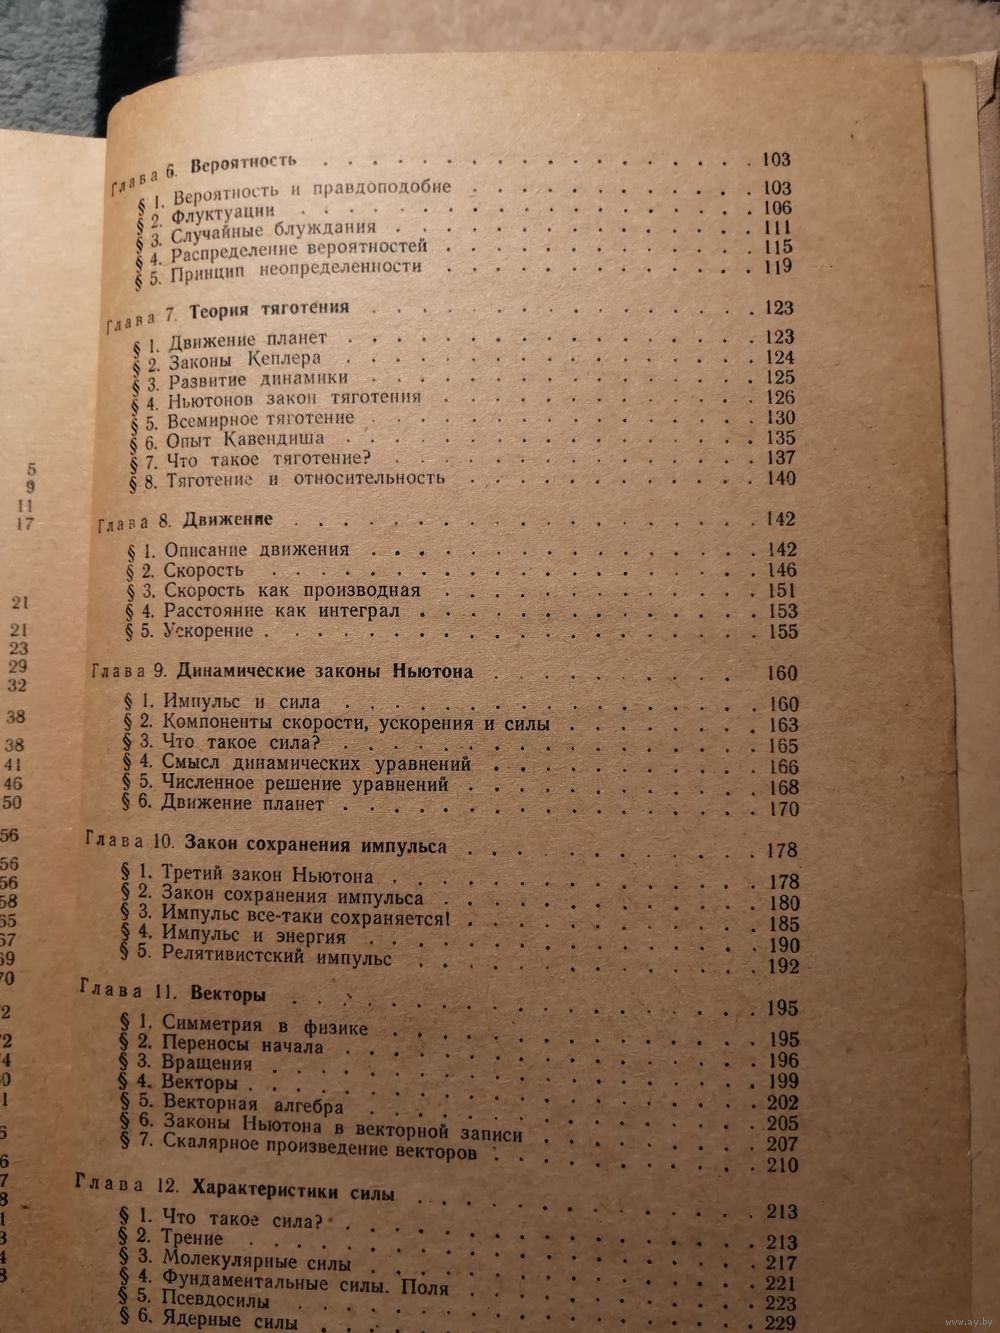 Глава 6. Вероятность . . . 103
§ 1. Вероятность и правдоподобие . . . 103
§ 2. Флуктуации . . . 106
§ 3. Случайные блуждания . . . 111
§ 4. Распределение вероятностей . . . 115
§ 5. Принцип неопределенности . . . 119
Глава 7. Теория тяготения . . . 123
§ 1. Движение планет . . . 123
§ 2. Законы Кеплера . . . 124
§ 3. Развитие динамики . . . 125
§ 4. Ньютонов закон тяготения . . . 126
§ 5. Всемирное тяготение . . . 130
§ 6. Опыт Кавендиша . . . 135
§ 7. Что такое тяготение? . . . 137
§ 8. Тяготение и относительность . . . 140
Глава 8. Движение . . . 142
§ 1. Описание движения . . . 142
§ 2. Скорость . . . 146
§ 3. Скорость как производная . . . 151
§ 4. Расстояние как интеграл . . . 153
§ 5. Ускорение . . . 155
Глава 9. Динамические законы Ньютона . . . 160
§ 1. Импульс и сила . . . 160
§ 2. Компоненты скорости, ускорения и силы . . . 163
§ 3. Что такое сила? . . . 165
§ 4. Смысл динамических уравнений . . . 166
§ 5. Численное решение уравнений . . . 168
§ 6. Движение планет . . . 170
Глава 10. Закон сохранения импульса . . . 178
§ 1. Третий закон Ньютона . . . 178
§ 2. Закон сохранения импульса . . . 180
§ 3. Импульс все-таки сохраняется! . . . 185
§ 4. Импульс и энергия . . . 190
§ 5. Релятивистский импульс . . . 192
Глава 11. Векторы . . . 195
§ 1. Симметрия в физике . . . 195
§ 2. Переносы начала . . . 196
§ 3. Вращения . . . 199
§ 4. Векторы . . . 202
§ 5. Векторная алгебра . . . 205
§ 6. Законы Ньютона в векторной записи . . . 207
§ 7. Скалярное произведение векторов . . . 210
Глава 12. Характеристики силы . . . 213
§ 1. Что такое сила? . . . 213
§ 2. Трение . . . 217
§ 3. Молекулярные силы . . . 221
§ 4. Фундаментальные силы. Поля . . . 223
§ 5. Псевдосилы . . . 229
§ 6. Ядерные силы
5
9
11
17
21
21
23
29
32
38
38
41
46
50
56
www.ay.by